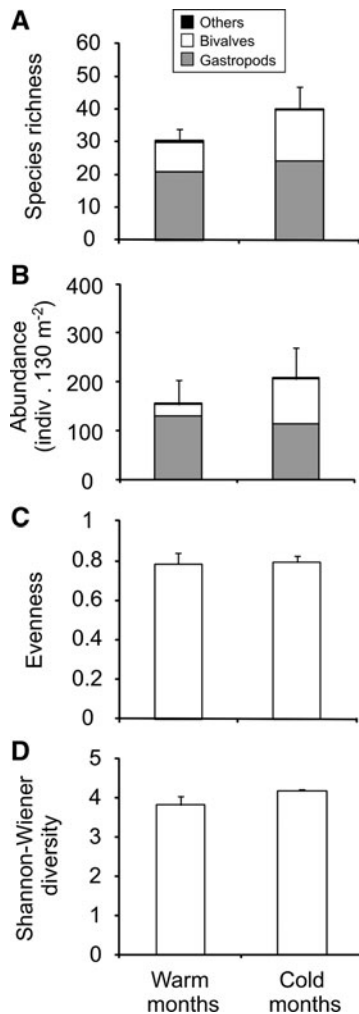 A
Others
Bivalves
Gastropods
Species richness
60
50
40
30
20
10
0
B
Abundance
(indiv . 130 m⁻²)
400
300
200
100
0
C
Evenness
1
0.8
0.6
0.4
0.2
0
D
Shannon-Wiener
diversity
5
4
3
2
1
0
Warm
months
Cold
months